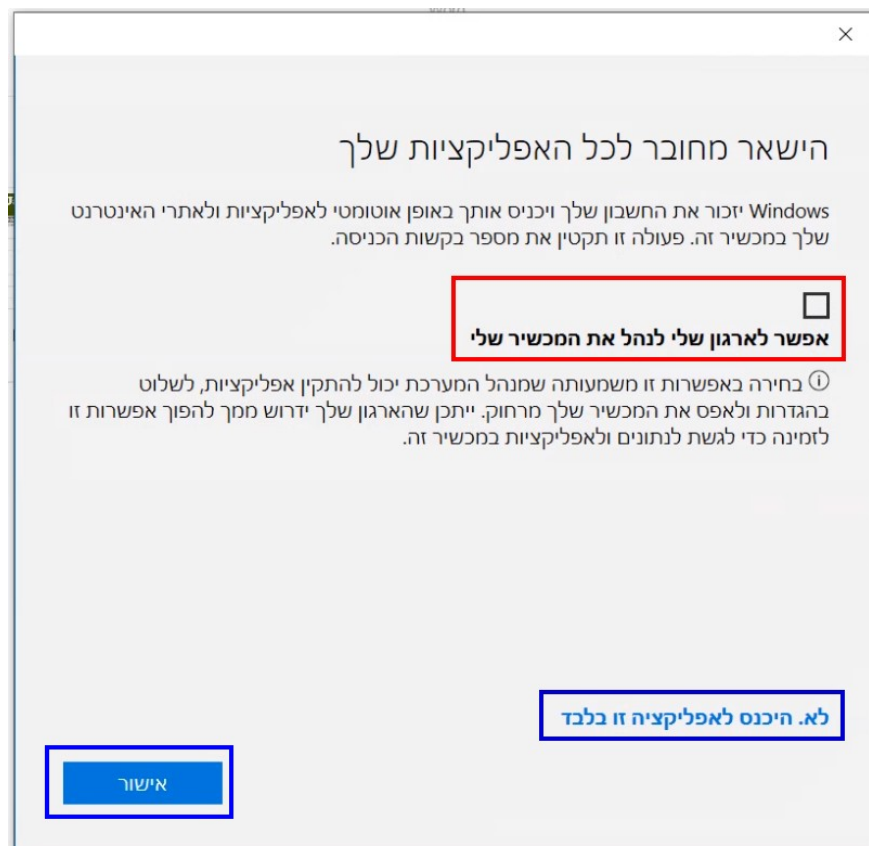 הישאר מחובר לכל האפליקציות שלך
Windows יזכור את החשבון שלך ויכניס אותך באופן אוטומטי לאפליקציות ולאתרי האינטרנט
שלך במכשיר זה. פעולה זו תקטין את מספר בקשות הכניסה.
אפשר לארגון שלי לנהל את המכשיר שלי
בחירה באפשרות זו משמעותה שמנהל המערכת יכול להתקין אפליקציות, לשלוט
בהגדרות ולאפס את המכשיר שלך מרחוק. ייתכן שהארגון שלך ידרוש ממך להפוך אפשרות זו
לזמינה כדי לגשת לנתונים ולאפליקציות במכשיר זה.
לא. היכנס לאפליקציה זו בלבד
אישור